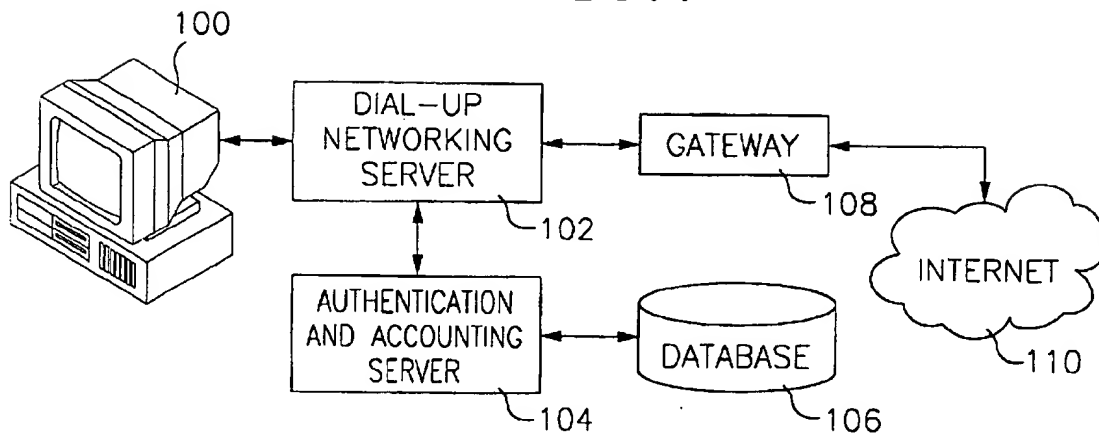 100
DIAL-UP
NETWORKING
SERVER
102
GATEWAY
108
INTERNET
110
AUTHENTICATION
AND ACCOUNTING
SERVER
104
DATABASE
106